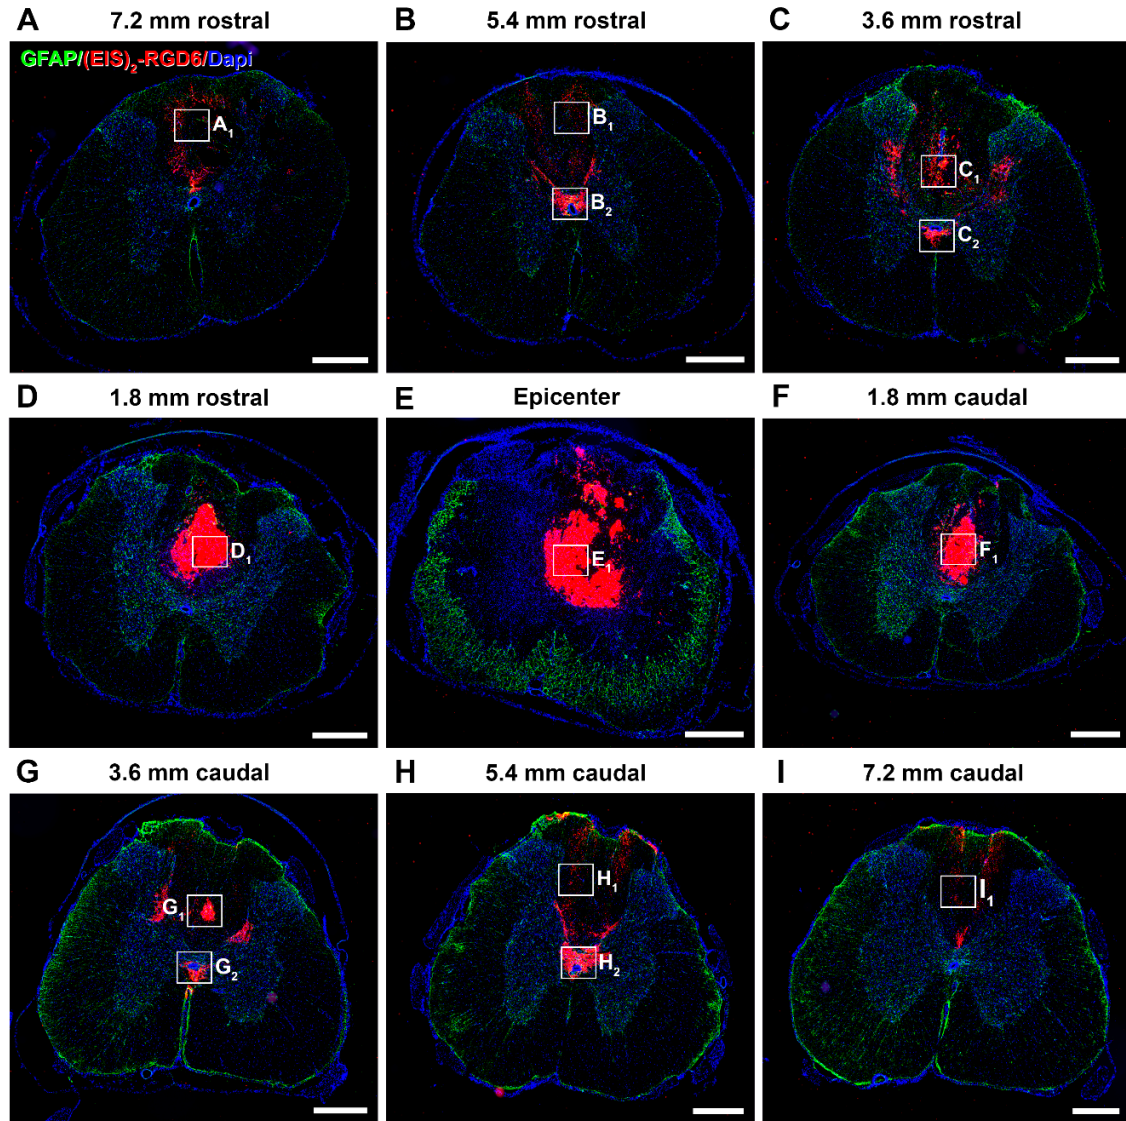 A 7.2 mm rostral
GFAP/(EIS)₂-RGD6/Dapi
A₁
B 5.4 mm rostral
B₁
B₂
C 3.6 mm rostral
C₁
C₂
D 1.8 mm rostral
D₁
E Epicenter
E₁
F 1.8 mm caudal
F₁
G 3.6 mm caudal
G₁
G₂
H 5.4 mm caudal
H₁
H₂
I 7.2 mm caudal
I₁